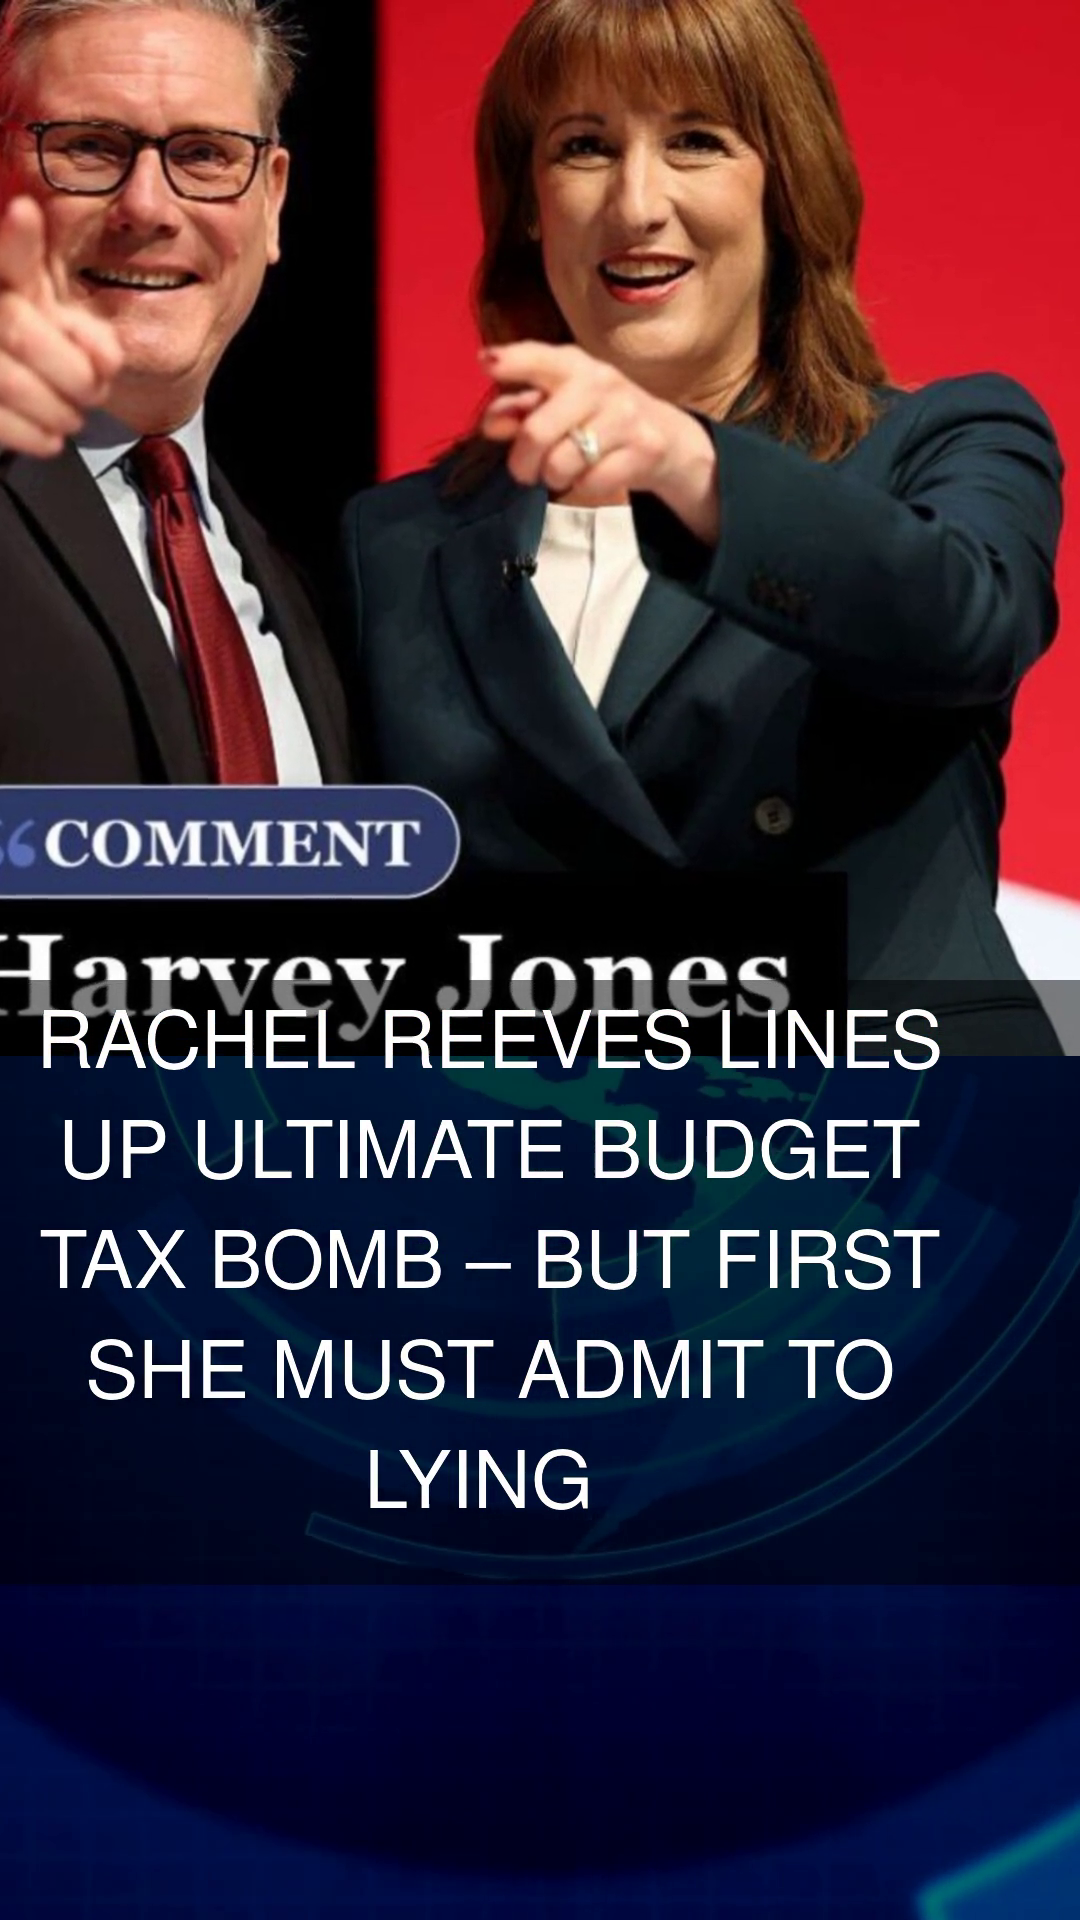 “COMMENT
Harvey Jones
RACHEL REEVES LINES
UP ULTIMATE BUDGET
TAX BOMB – BUT FIRST
SHE MUST ADMIT TO
LYING